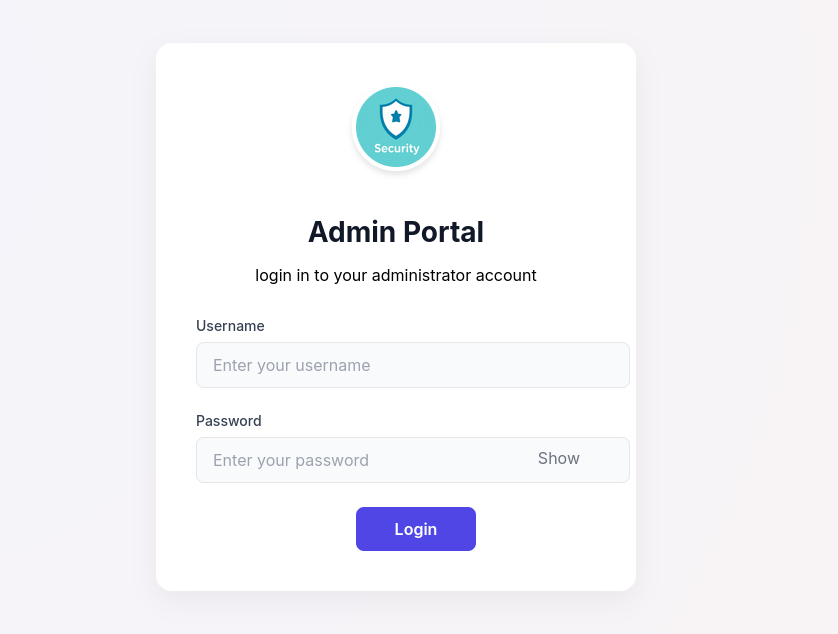 Security
Admin Portal
login in to your administrator account
Username
Enter your username
Password
Enter your password Show
Login